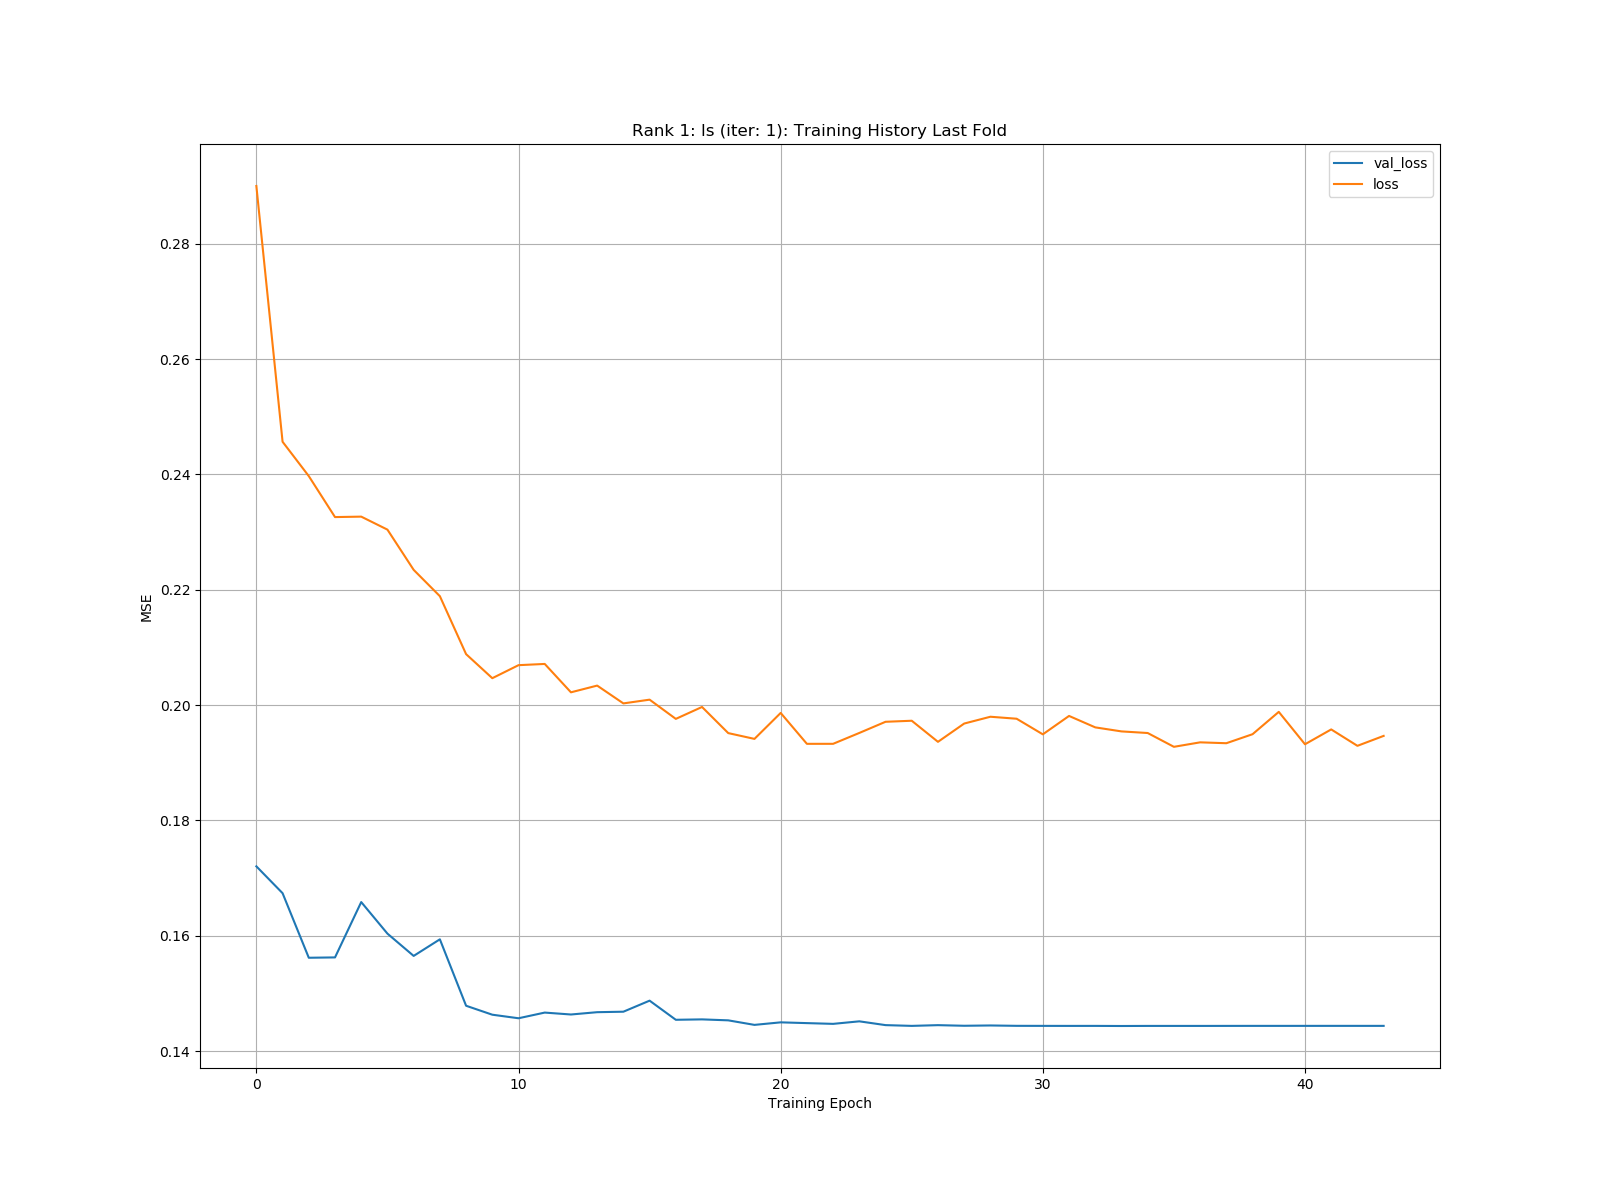 Rank 1: ls (iter: 1): Training History Last Fold
val_loss
loss
0.28
0.26
0.24
0.22
0.20
0.18
0.16
0.14
MSE
0 10 20 30 40
Training Epoch